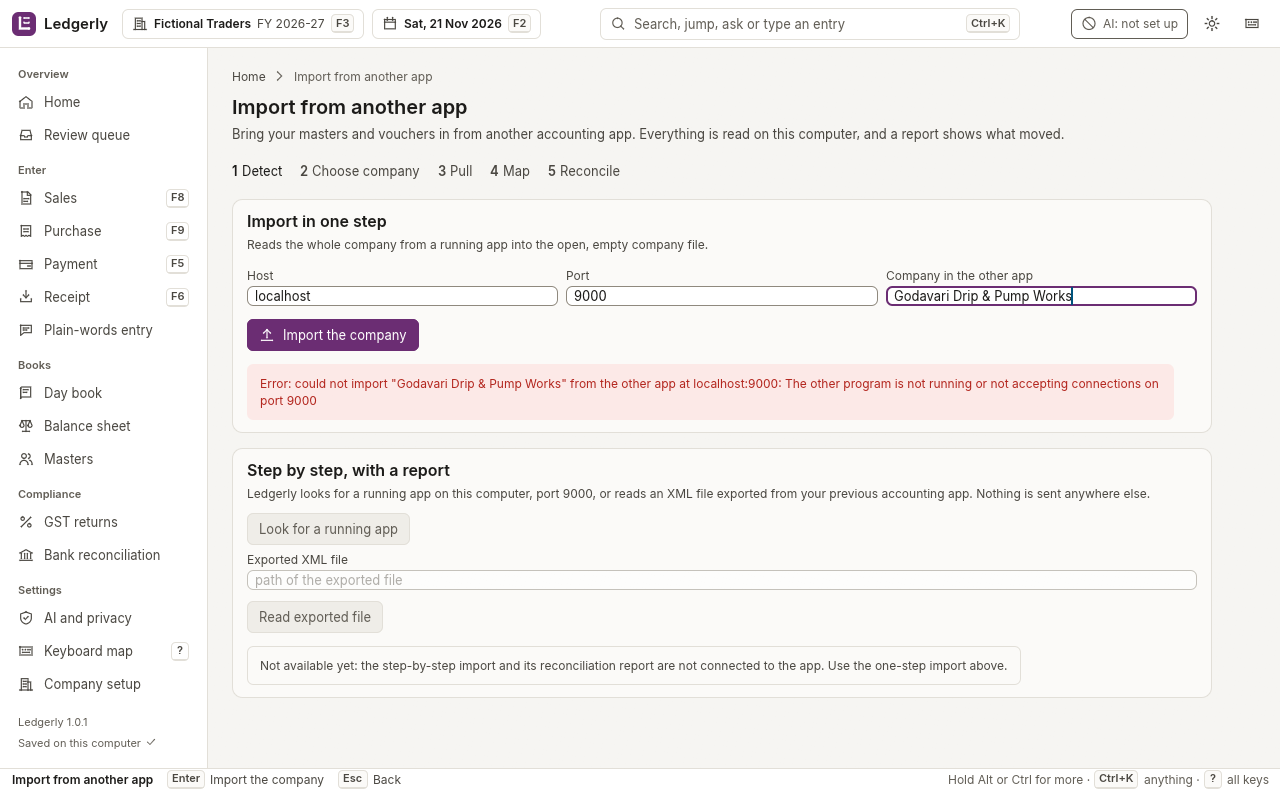 Ledgerly
Fictional Traders FY 2026-27 F3
Sat, 21 Nov 2026 F2
Search, jump, ask or type an entry Ctrl+K
AI: not set up
Overview
Home
Review queue
Enter
Sales F8
Purchase F9
Payment F5
Receipt F6
Plain-words entry
Books
Day book
Balance sheet
Masters
Compliance
GST returns
Bank reconciliation
Settings
AI and privacy
Keyboard map ?
Company setup
Ledgerly 1.0.1
Saved on this computer
Home > Import from another app
Import from another app
Bring your masters and vouchers in from another accounting app. Everything is read on this computer, and a report shows what moved.
1 Detect 2 Choose company 3 Pull 4 Map 5 Reconcile
Import in one step
Reads the whole company from a running app into the open, empty company file.
Host Port Company in the other app
localhost 9000 Godavari Drip & Pump Works
Import the company
Error: could not import "Godavari Drip & Pump Works" from the other app at localhost:9000: The other program is not running or not accepting connections on
port 9000
Step by step, with a report
Ledgerly looks for a running app on this computer, port 9000, or reads an XML file exported from your previous accounting app. Nothing is sent anywhere else.
Look for a running app
Exported XML file
path of the exported file
Read exported file
Not available yet: the step-by-step import and its reconciliation report are not connected to the app. Use the one-step import above.
Import from another app Enter Import the company Esc Back
Hold Alt or Ctrl for more · Ctrl+K anything · ? all keys